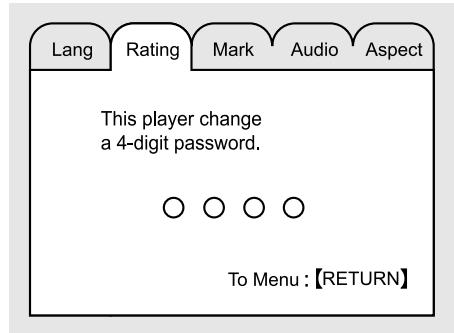 Lang Rating Mark Audio Aspect
This player change
a 4-digit password.
To Menu :【RETURN】